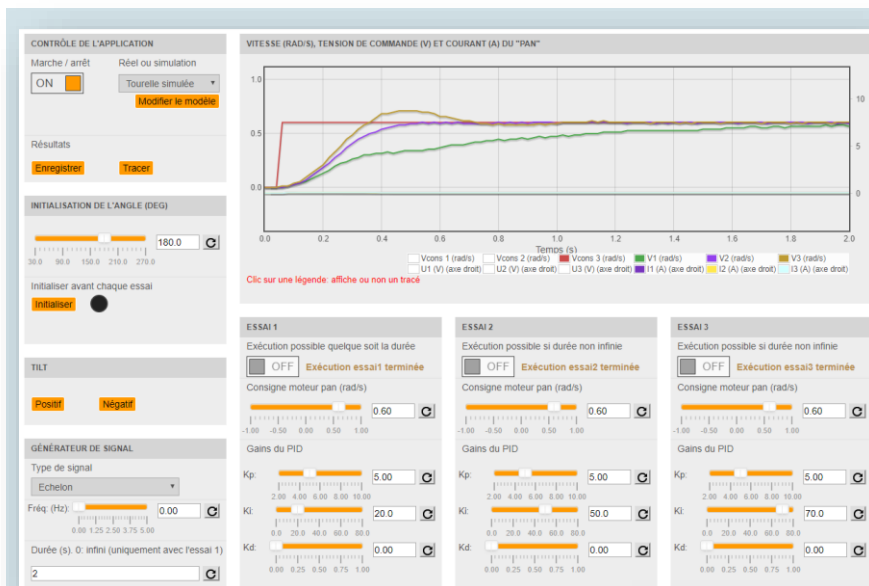 CONTRÔLE DE L'APPLICATION
Marche / arrêt Réel ou simulation
ON Tourelle simulée
Modifier le modèle
Résultats
Enregistrer Tracer
INITIALISATION DE L'ANGLE (DEG)
180.0
30.0 90.0 150.0 210.0 270.0
Initialiser avant chaque essai
Initialiser
TILT
Positif Négatif
GÉNÉRATEUR DE SIGNAL
Type de signal
Echelon
Fréq: (Hz): 0.00
0.00 1.25 2.50 3.75 5.00
Durée (s). 0: infini (uniquement avec l'essai 1)
2
VITESSE (RAD/S), TENSION DE COMMANDE (V) ET COURANT (A) DU "PAN"
1.0
10
0.5
5
0.0
0
0.0 0.2 0.4 0.6 0.8 1.0 1.2 1.4 1.6 1.8 2.0
Temps (s)
Vcons 1 (rad/s) Vcons 2 (rad/s) Vcons 3 (rad/s) V1 (rad/s) V2 (rad/s) V3 (rad/s)
U1 (V) (axe droit) U2 (V) (axe droit) U3 (V) (axe droit) I1 (A) (axe droit) I2 (A) (axe droit) I3 (A) (axe droit)
Clic sur une légende: affiche ou non un tracé
ESSAI 1
Exécution possible quelque soit la durée
OFF Exécution essai1 terminée
Consigne moteur pan (rad/s)
0.60
-1.00 -0.50 0.00 0.50 1.00
Gains du PID
Kp: 5.00
2.00 4.00 6.00 8.00 10.00
Ki: 20.0
0.0 20.0 40.0 60.0 80.0
Kd: 0.00
0.00 0.25 0.50 0.75 1.00
ESSAI 2
Exécution possible si durée non infinie
OFF Exécution essai2 terminée
Consigne moteur pan (rad/s)
0.60
-1.00 -0.50 0.00 0.50 1.00
Gains du PID
Kp: 5.00
2.00 4.00 6.00 8.00 10.00
Ki: 50.0
0.0 20.0 40.0 60.0 80.0
Kd: 0.00
0.00 0.25 0.50 0.75 1.00
ESSAI 3
Exécution possible si durée non infinie
OFF Exécution essai3 terminée
Consigne moteur pan (rad/s)
0.60
-1.00 -0.50 0.00 0.50 1.00
Gains du PID
Kp: 5.00
2.00 4.00 6.00 8.00 10.00
Ki: 70.0
0.0 20.0 40.0 60.0 80.0
Kd: 0.00
0.00 0.25 0.50 0.75 1.00